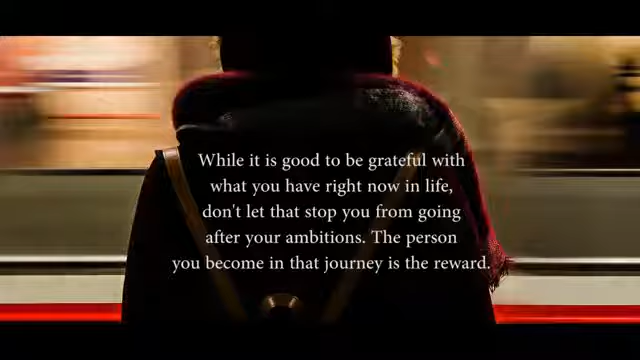 While it is good to be grateful with
what you have right now in life,
don't let that stop you from going
after your ambitions. The person
you become in that journey is the reward.